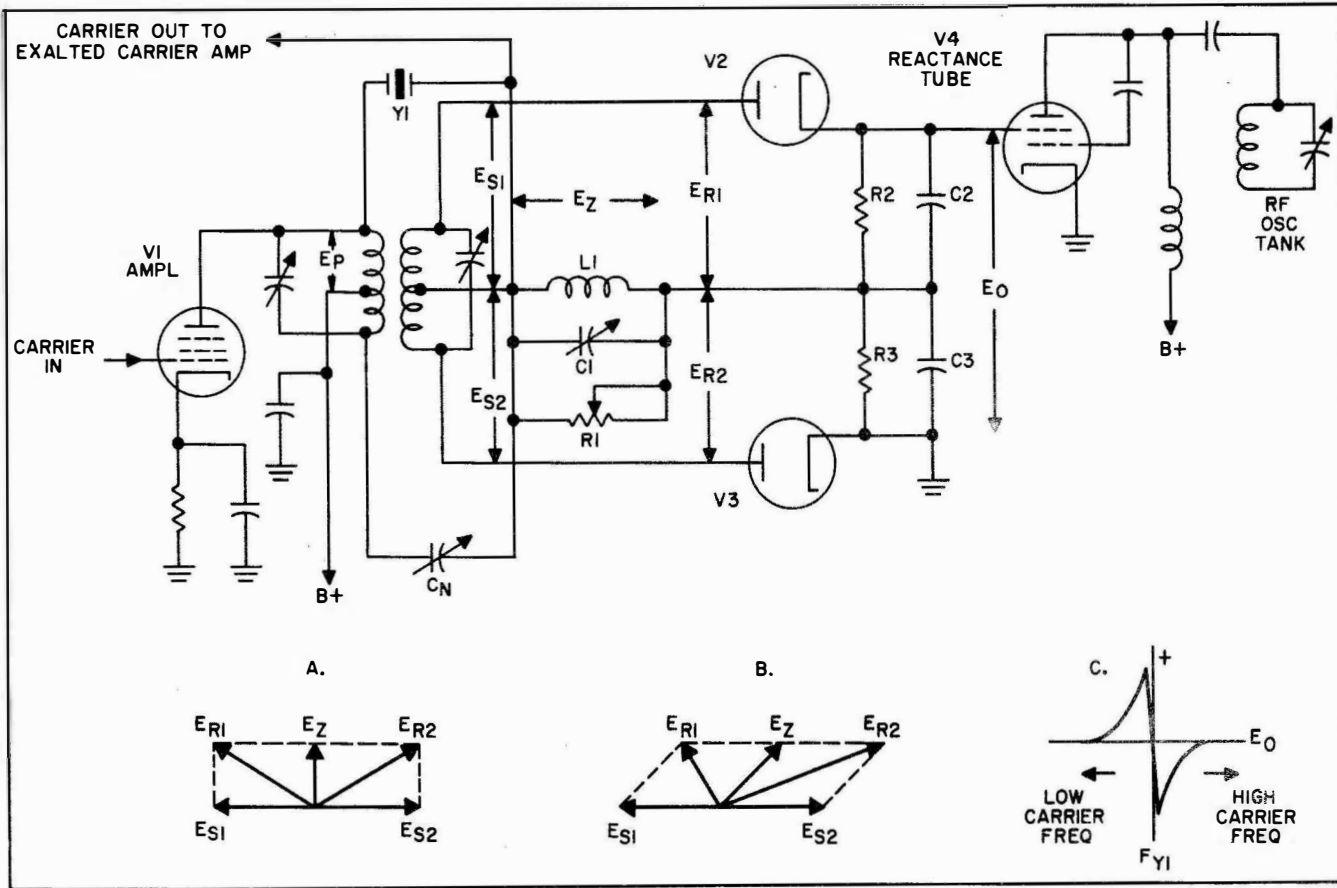 CARRIER OUT TO
EXALTED CARRIER AMP
Y1
V2
V4
REACTANCE
TUBE
V1
AMPL
CARRIER
IN
EP
ES1
EZ
ER1
L1
C1
R1
ES2
ER2
R2
C2
R3
C3
EO
RF
OSC
TANK
B+
V3
CN
B+
A.
ER1 EZ ER2
ES1 ES2
B.
ER1 EZ ER2
ES1 ES2
C.
+
EO
LOW
CARRIER
FREQ
HIGH
CARRIER
FREQ
FY1